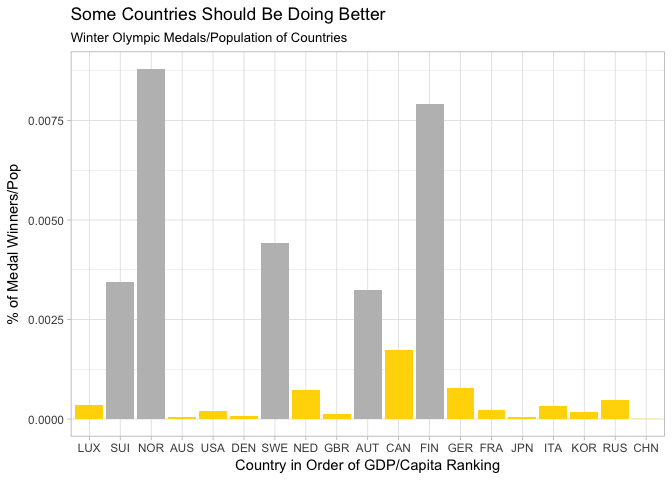 Some Countries Should Be Doing Better
Winter Olympic Medals/Population of Countries
% of Medal Winners/Pop
0.0075
0.0050
0.0025
0.0000
LUX SUI NOR AUS USA DEN SWE NED GBR AUT CAN FIN GER FRA JPN ITA KOR RUS CHN
Country in Order of GDP/Capita Ranking